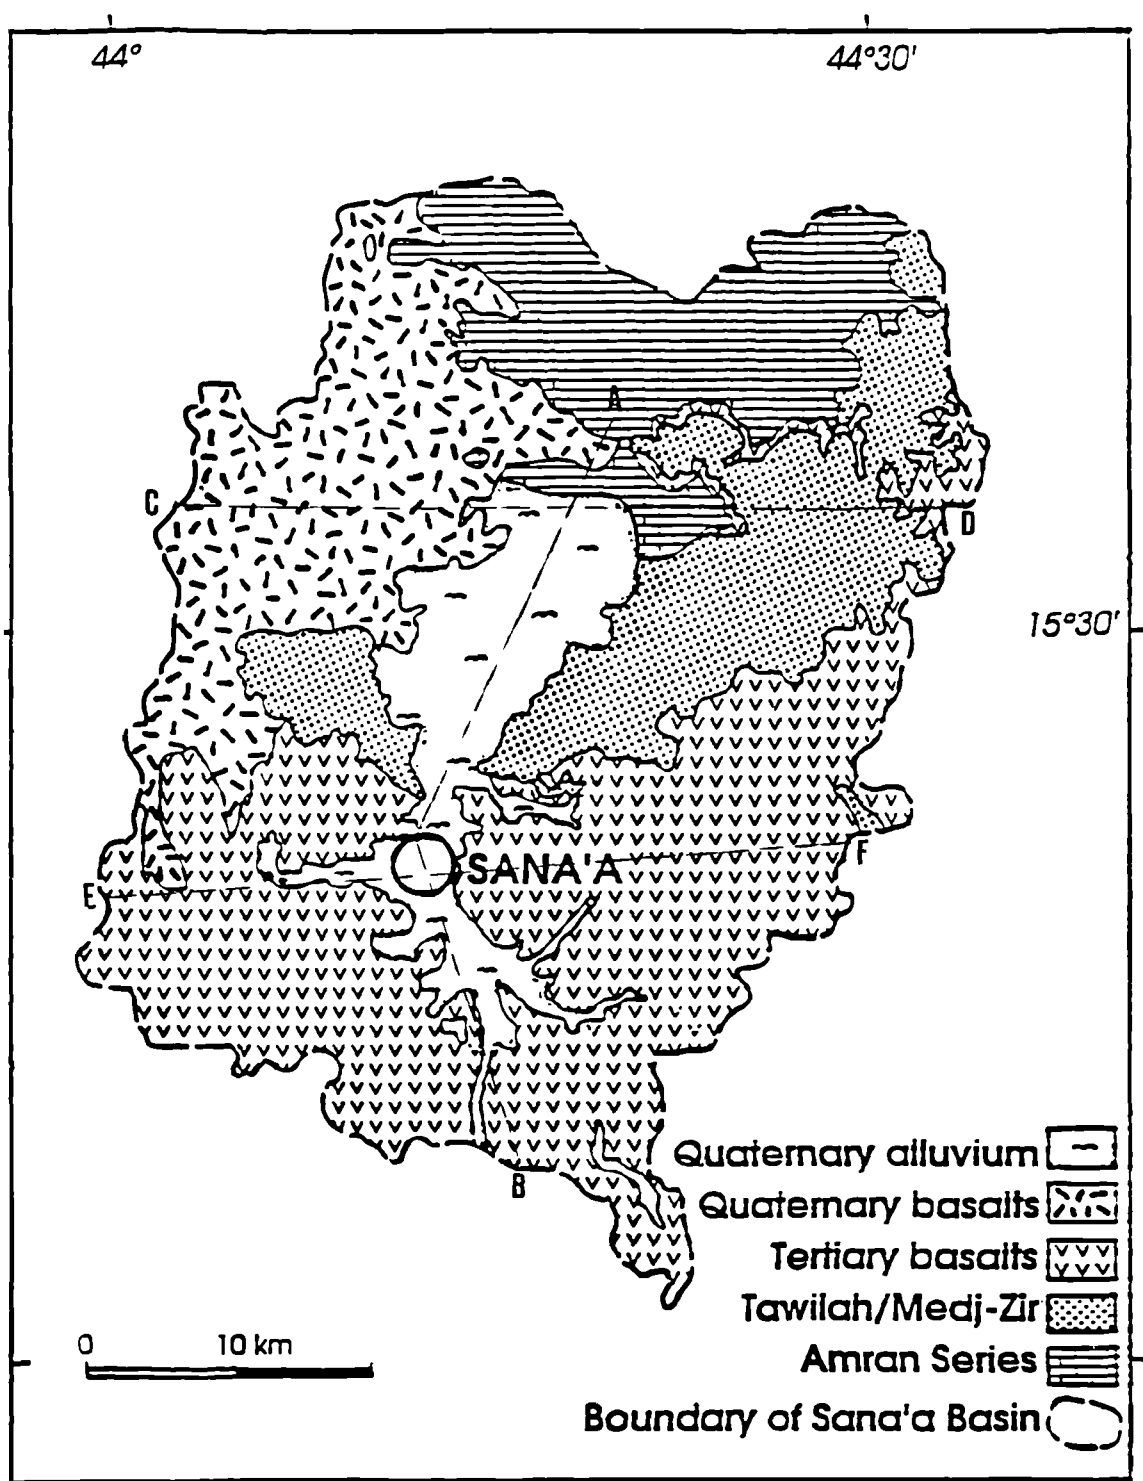 44°
44°30'
A
C
D
15°30'
SANA'A
F
E
B
Quaternary alluvium
Quaternary basalts
Tertiary basalts
Tawilah/Medj-Zir
Amran Series
Boundary of Sana'a Basin
0 10 km